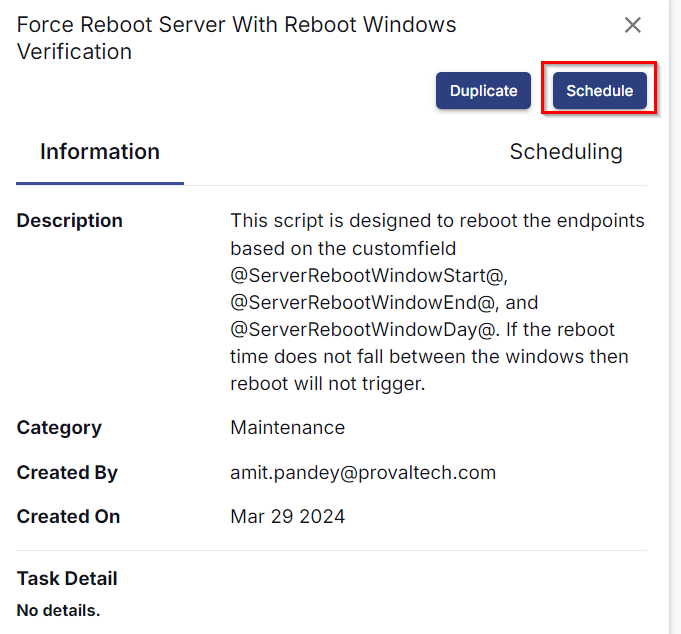 Force Reboot Server With Reboot Windows
Verification
Duplicate
Schedule
Information
Scheduling
Description
This script is designed to reboot the endpoints
based on the customfield
@ServerRebootWindowStart@,
@ServerRebootWindowEnd@, and
@ServerRebootWindowDay@. If the reboot
time does not fall between the windows then
reboot will not trigger.
Category
Maintenance
Created By
amit.pandey@provaltech.com
Created On
Mar 29 2024
Task Detail
No details.